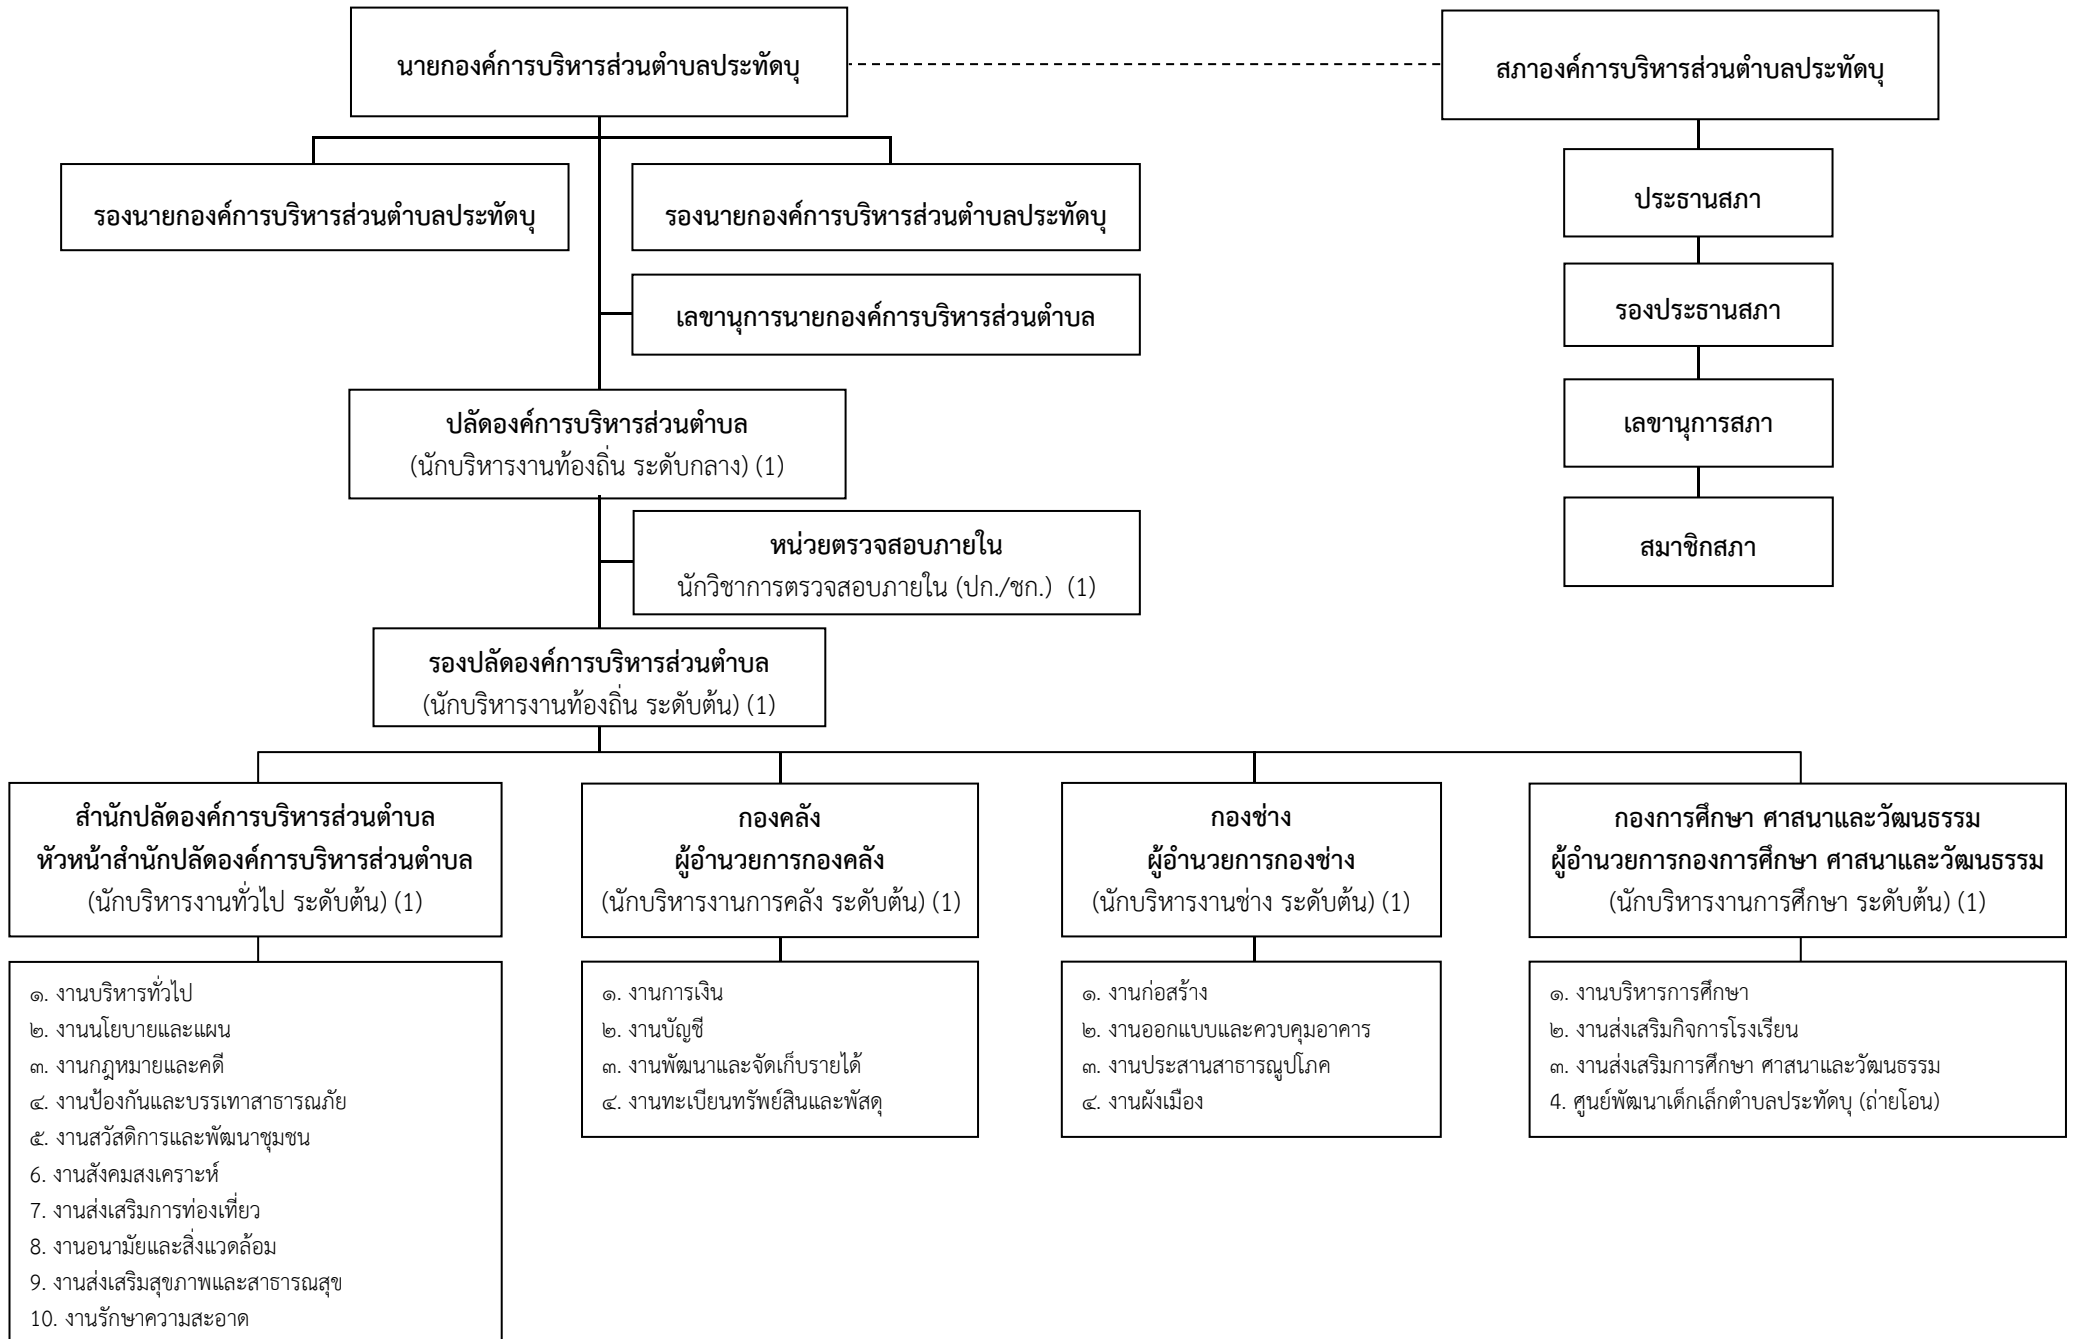 นายกองค์การบริหารส่วนตำบลประทัดบุ
สภาองค์การบริหารส่วนตำบลประทัดบุ
รองนายกองค์การบริหารส่วนตำบลประทัดบุ
รองนายกองค์การบริหารส่วนตำบลประทัดบุ
เลขานุการนายกองค์การบริหารส่วนตำบล
ประธานสภา
รองประธานสภา
เลขานุการสภา
สมาชิกสภา
ปลัดองค์การบริหารส่วนตำบล
(นักบริหารงานท้องถิ่น ระดับกลาง) (1)
หน่วยตรวจสอบภายใน
นักวิชาการตรวจสอบภายใน (ปก./ชก.) (1)
รองปลัดองค์การบริหารส่วนตำบล
(นักบริหารงานท้องถิ่น ระดับต้น) (1)
สำนักปลัดองค์การบริหารส่วนตำบล
หัวหน้าสำนักปลัดองค์การบริหารส่วนตำบล
(นักบริหารงานทั่วไป ระดับต้น) (1)
๑. งานบริหารทั่วไป
๒. งานนโยบายและแผน
๓. งานกฎหมายและคดี
๔. งานป้องกันและบรรเทาสาธารณภัย
๕. งานสวัสดิการและพัฒนาชุมชน
6. งานสังคมสงเคราะห์
7. งานส่งเสริมการท่องเที่ยว
8. งานอนามัยและสิ่งแวดล้อม
9. งานส่งเสริมสุขภาพและสาธารณสุข
10. งานรักษาความสะอาด
กองคลัง
ผู้อำนวยการกองคลัง
(นักบริหารงานการคลัง ระดับต้น) (1)
๑. งานการเงิน
๒. งานบัญชี
๓. งานพัฒนาและจัดเก็บรายได้
๔. งานทะเบียนทรัพย์สินและพัสดุ
กองช่าง
ผู้อำนวยการกองช่าง
(นักบริหารงานช่าง ระดับต้น) (1)
๑. งานก่อสร้าง
๒. งานออกแบบและควบคุมอาคาร
๓. งานประสานสาธารณูปโภค
๔. งานผังเมือง
กองการศึกษา ศาสนาและวัฒนธรรม
ผู้อำนวยการกองการศึกษา ศาสนาและวัฒนธรรม
(นักบริหารงานการศึกษา ระดับต้น) (1)
๑. งานบริหารการศึกษา
๒. งานส่งเสริมกิจการโรงเรียน
๓. งานส่งเสริมการศึกษา ศาสนาและวัฒนธรรม
4. ศูนย์พัฒนาเด็กเล็กตำบลประทัดบุ (ถ่ายโอน)